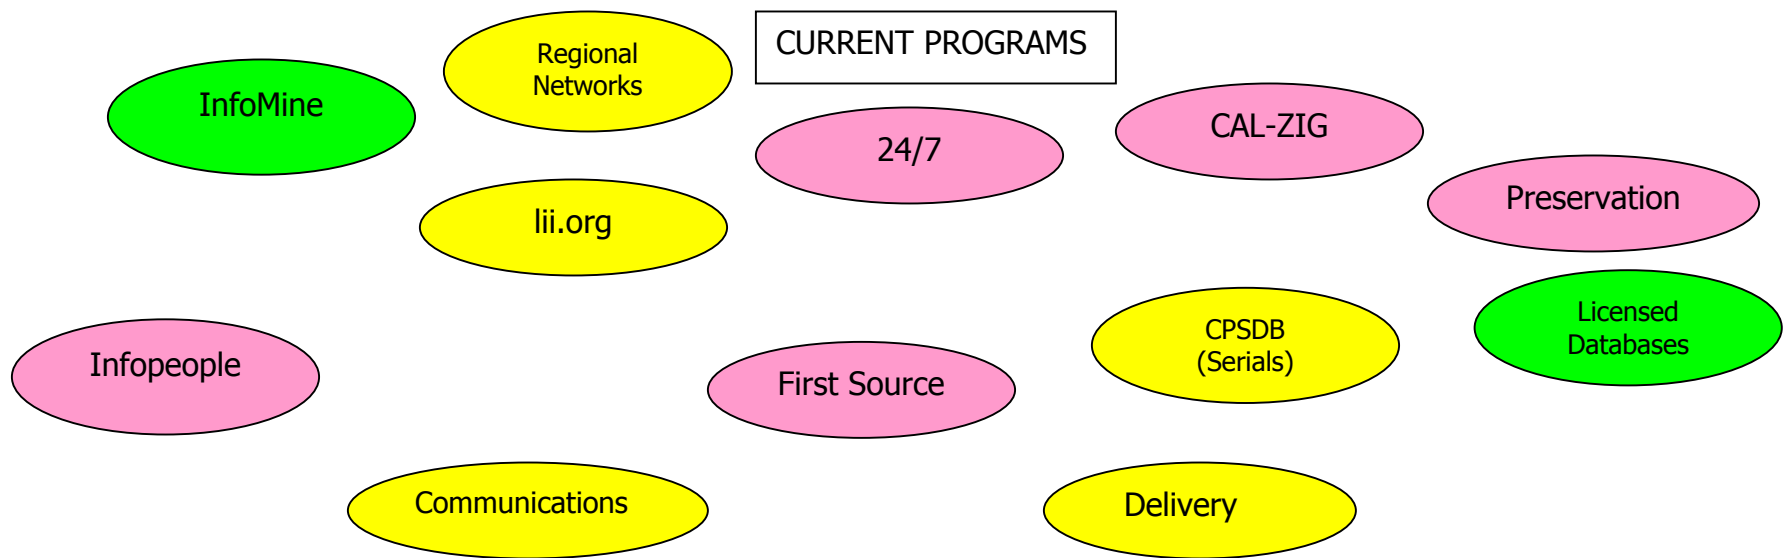 CURRENT PROGRAMS
Regional
Networks
InfoMine
24/7
CAL-ZIG
Preservation
lii.org
Licensed
Databases
CPSDB
(Serials)
Infopeople
First Source
Communications
Delivery